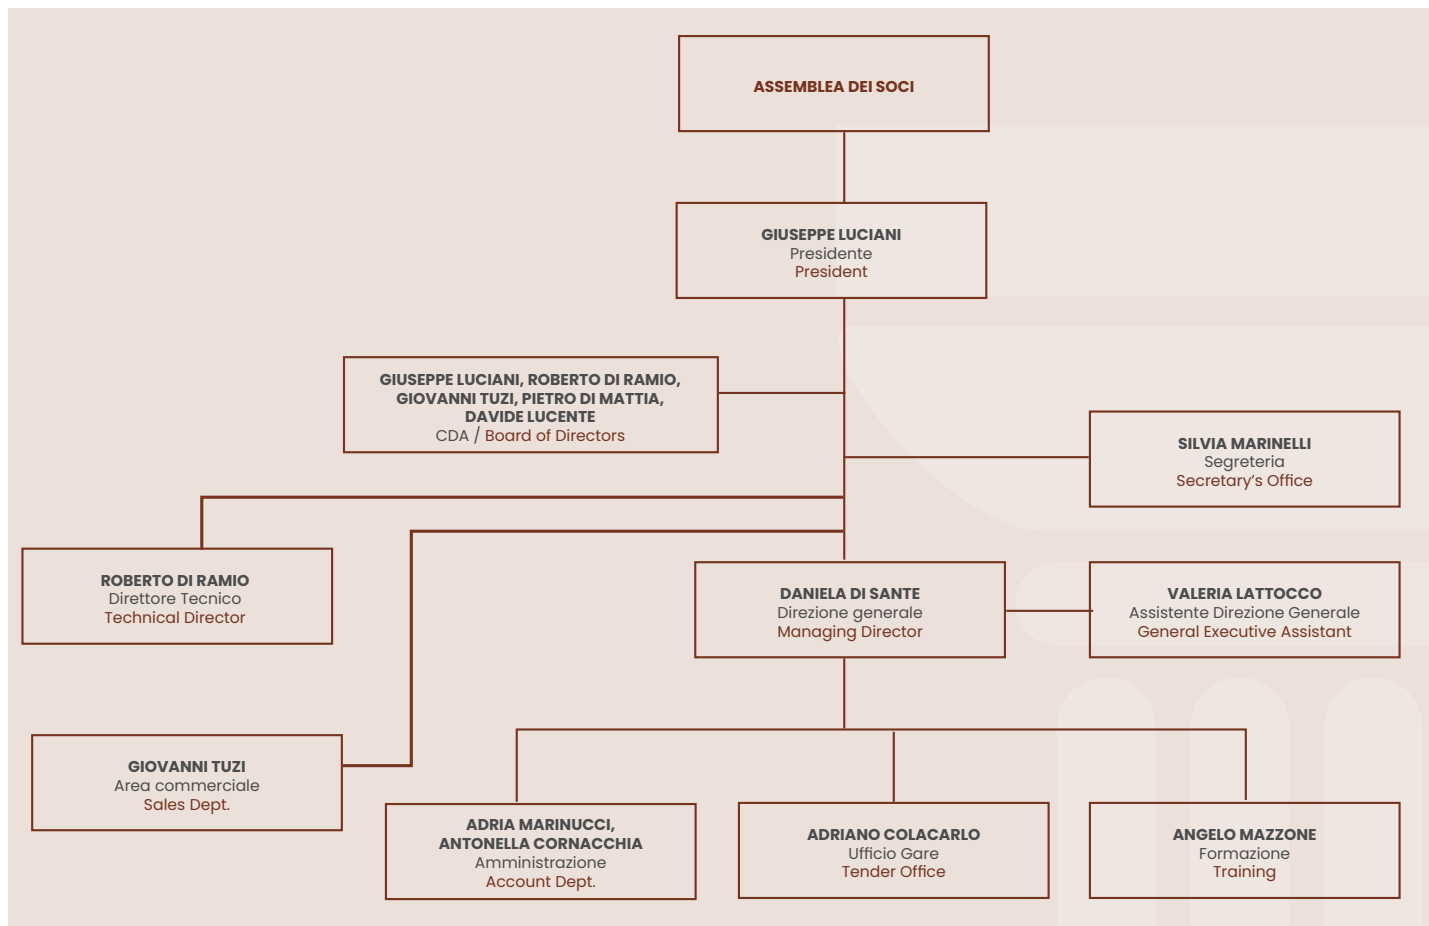 ASSEMBLEA DEI SOCI
GIUSEPPE LUCIANI
Presidente
President
GIUSEPPE LUCIANI, ROBERTO DI RAMIO,
GIOVANNI TUZI, PIETRO DI MATTIA,
DAVIDE LUCENTE
CDA / Board of Directors
SILVIA MARINELLI
Segreteria
Secretary's Office
ROBERTO DI RAMIO
Direttore Tecnico
Technical Director
DANIELA DI SANTE
Direzione generale
Managing Director
VALERIA LATTOCCO
Assistente Direzione Generale
General Executive Assistant
GIOVANNI TUZI
Area commerciale
Sales Dept.
ADRIA MARINUCCI,
ANTONELLA CORNACCHIA
Amministrazione
Account Dept.
ADRIANO COLACARLO
Ufficio Gare
Tender Office
ANGELO MAZZONE
Formazione
Training